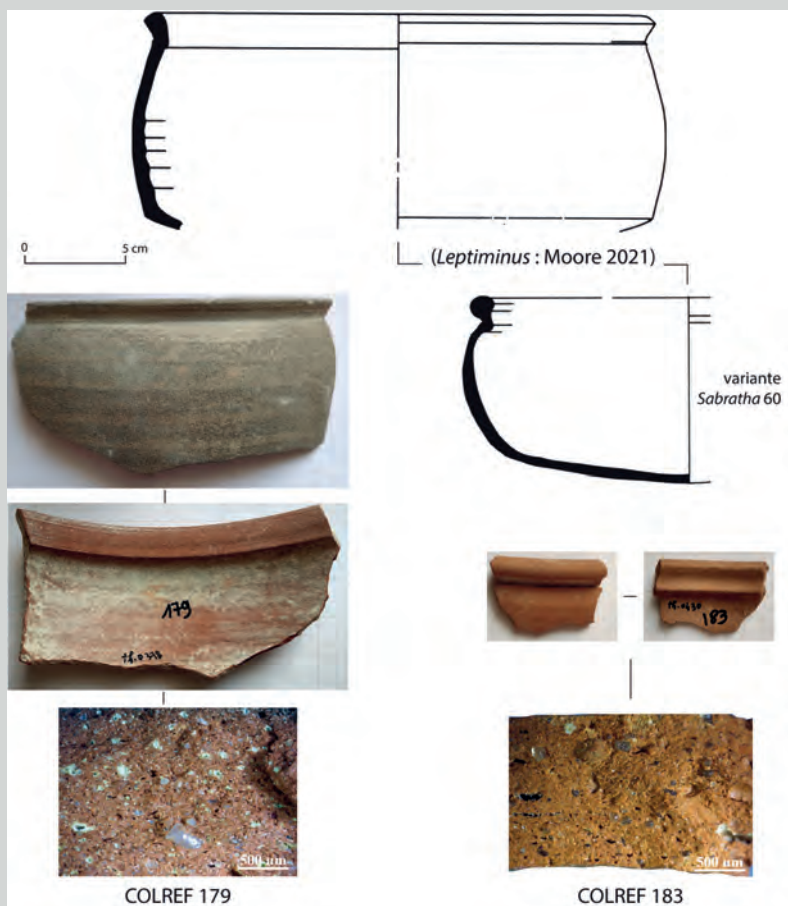 0 5 cm
(Leptiminus : Moore 2021)
variante
Sabratha 60
179
183
500 µm
500 µm
COLREF 179
COLREF 183